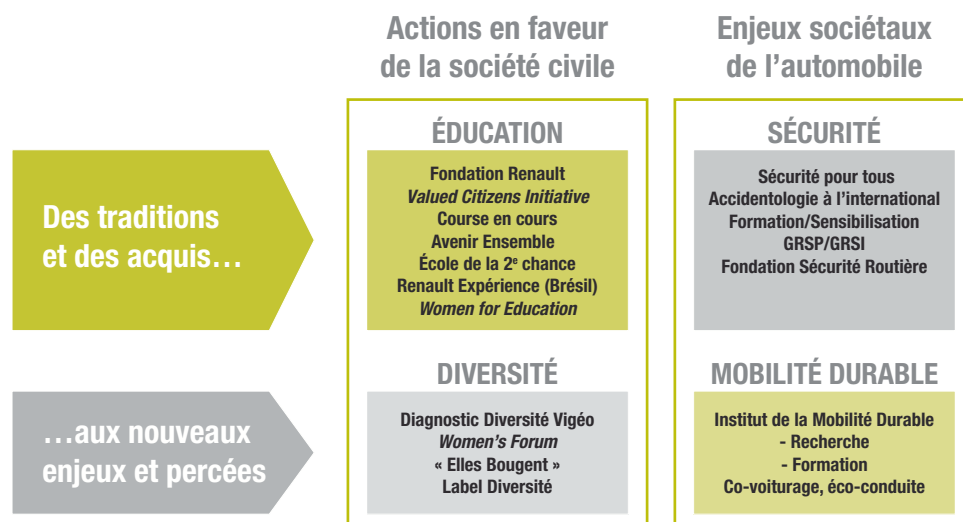 Actions en faveur
de la société civile
Enjeux sociétaux
de l'automobile
Des traditions
et des acquis...
ÉDUCATION
Fondation Renault
Valued Citizens Initiative
Course en cours
Avenir Ensemble
École de la 2e chance
Renault Expérience (Brésil)
Women for Education
SÉCURITÉ
Sécurité pour tous
Accidentologie à l'international
Formation/Sensibilisation
GRSP/GRSI
Fondation Sécurité Routière
...aux nouveaux
enjeux et percées
DIVERSITÉ
Diagnostic Diversité Vigéo
Women's Forum
« Elles Bougent »
Label Diversité
MOBILITÉ DURABLE
Institut de la Mobilité Durable
- Recherche
- Formation
Co-voiturage, éco-conduite